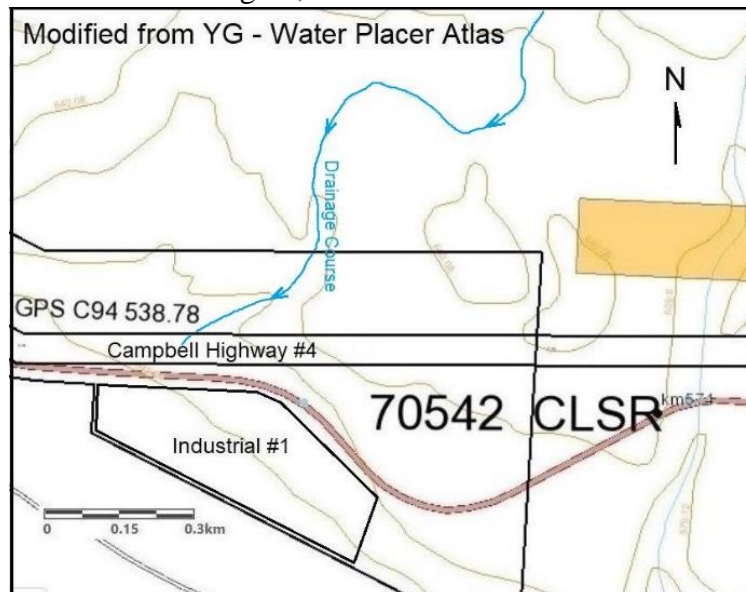 Modified from YG - Water Placer Atlas
N
Drainage Course
GPS C94 538.78
Campbell Highway #4
70542 CLSR
km571
Industrial #1
0
0.15
0.3km